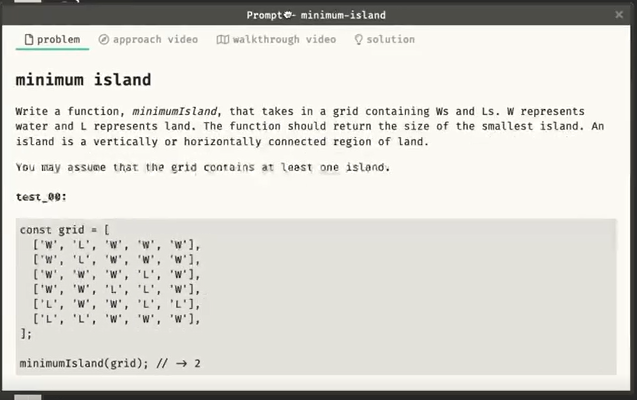 Prompt - minimum-island
problem approach video walkthrough video solution
minimum island
Write a function, minimumIsland, that takes in a grid containing Ws and Ls. W represents
water and L represents land. The function should return the size of the smallest island. An
island is a vertically or horizontally connected region of land.
You may assume that the grid contains at least one island.
test_00:
const grid = [
['W', 'L', 'W', 'W', 'W'],
['W', 'L', 'W', 'W', 'W'],
['W', 'W', 'W', 'L', 'W'],
['W', 'W', 'L', 'L', 'W'],
['L', 'W', 'W', 'L', 'L'],
['L', 'L', 'W', 'W', 'W'],
];
minimumIsland(grid); // → 2